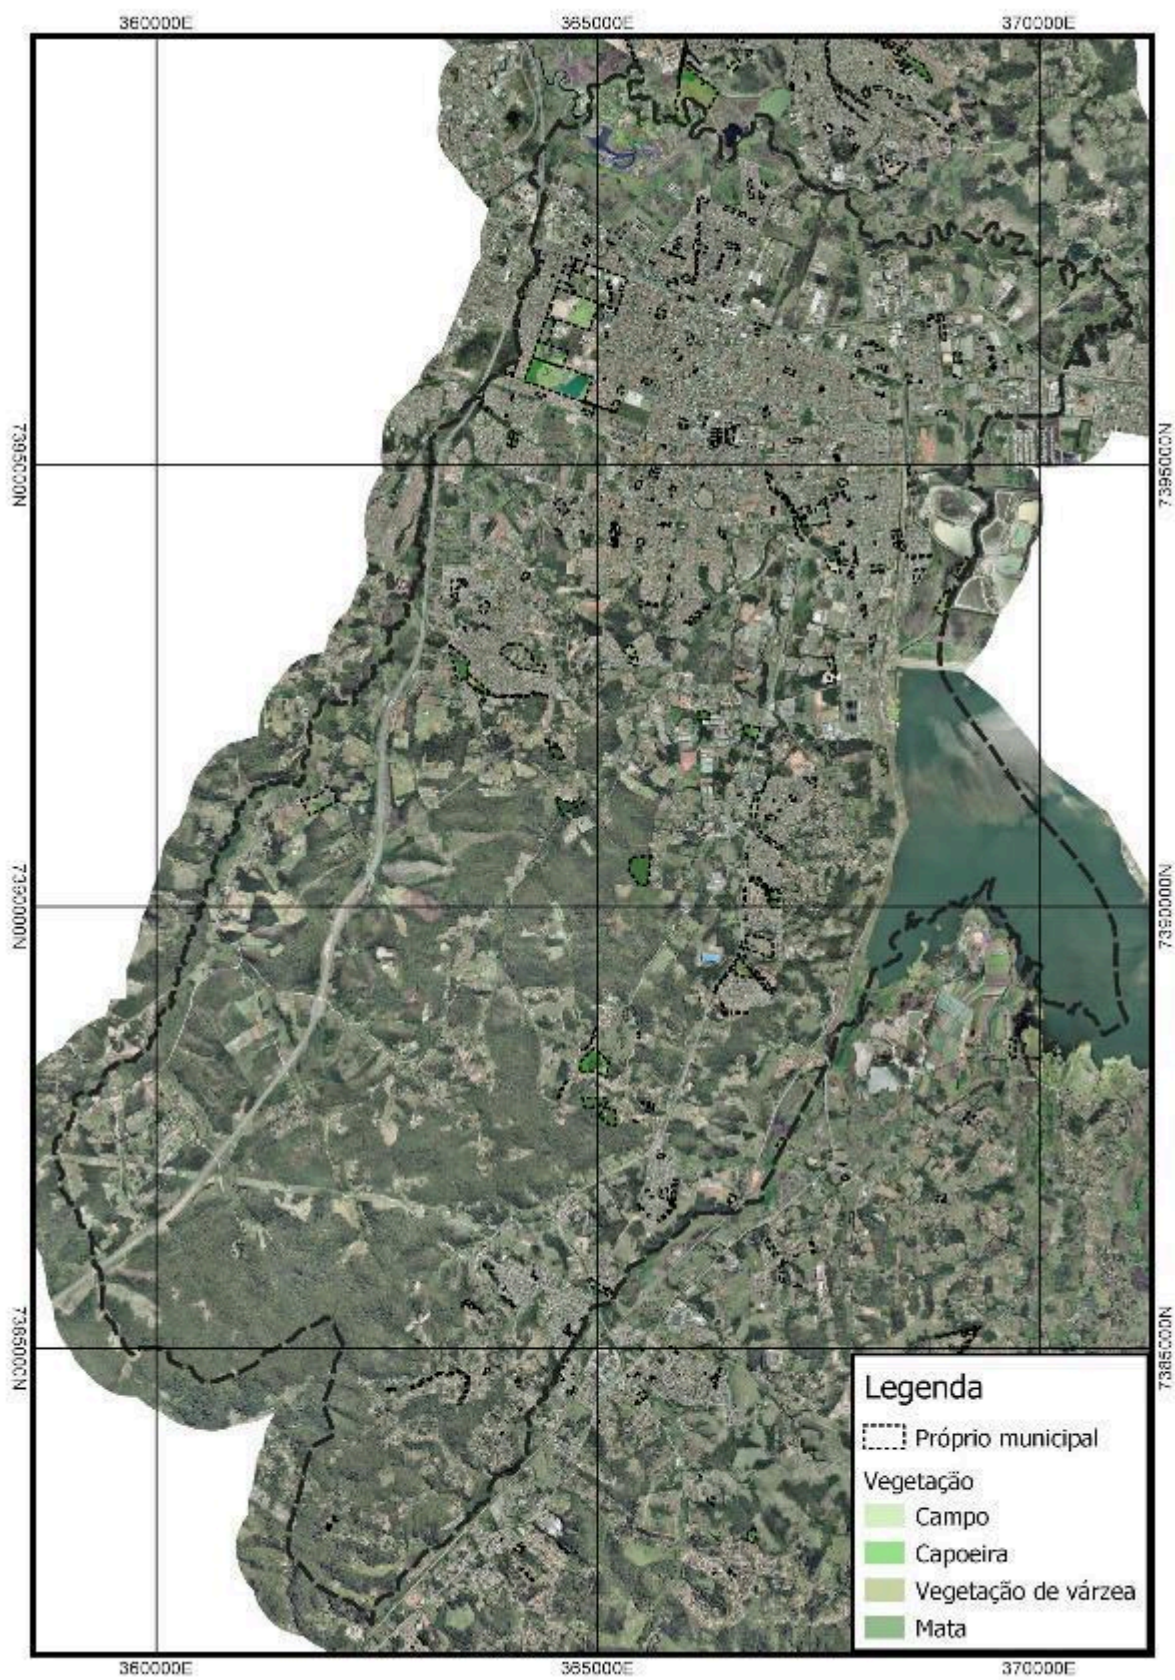 360000E 365000E 370000E
7395000N 7395000N
7390000N 7390000N
7385000N 7385000N
Legenda
Próprio municipal
Vegetação
Campo
Capoeira
Vegetação de várzea
Mata
360000E 365000E 370000E